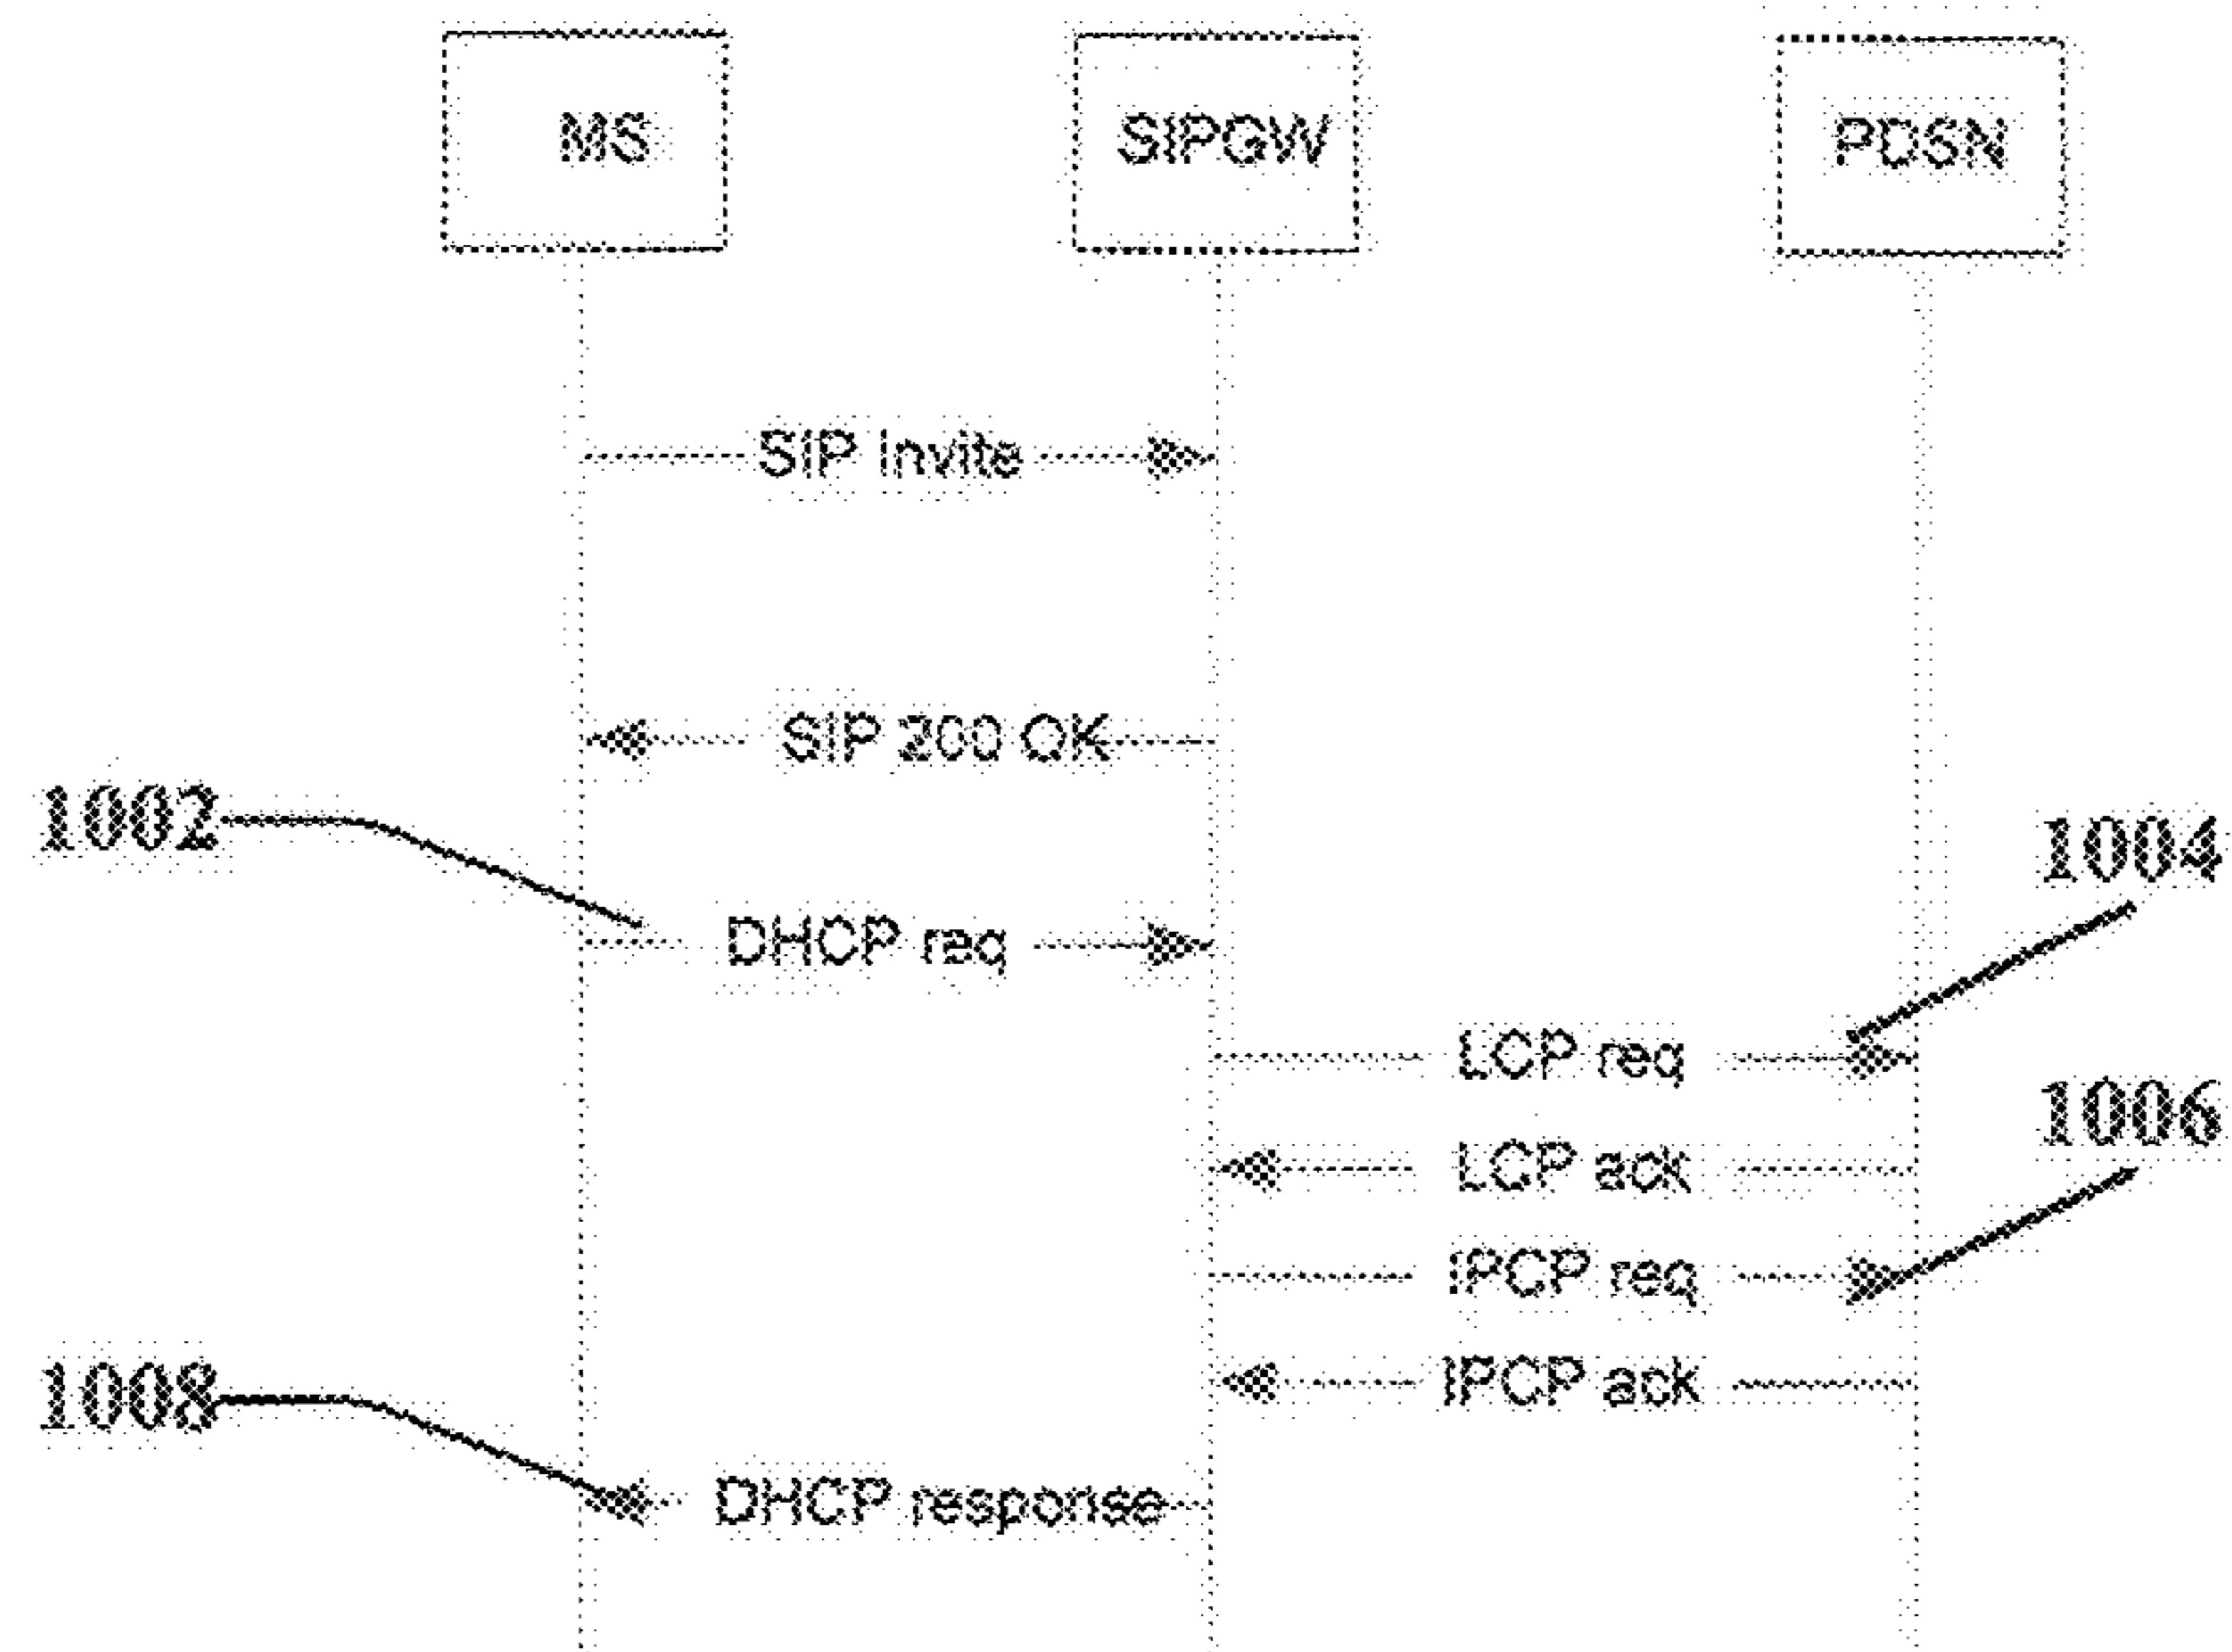 MS
SIPGW
PDSN
SIP Invite
SIP 200 OK
1002
1004
DHCP req
LCP req
1006
LCP ack
IPCP req
1008
IPCP ack
DHCP response